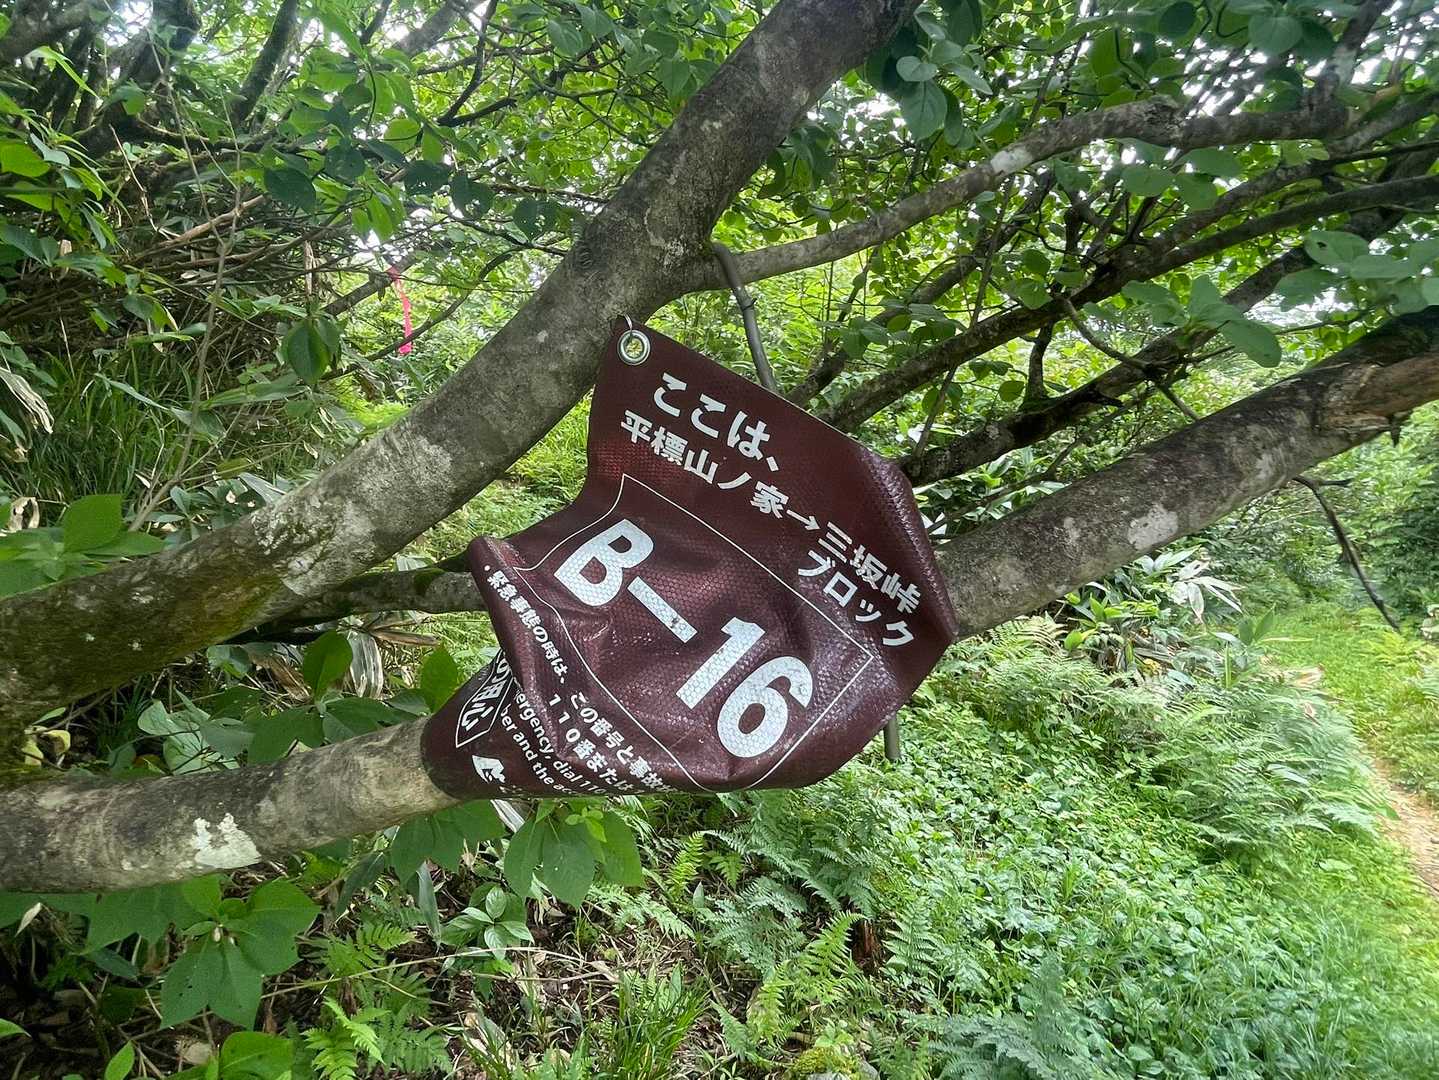 ここは、
平標山ノ家→三坂峠
ブロック
B-16
・緊急事態の時は、この番号と事故
110番または
ergency, dial 110
ber and the acc